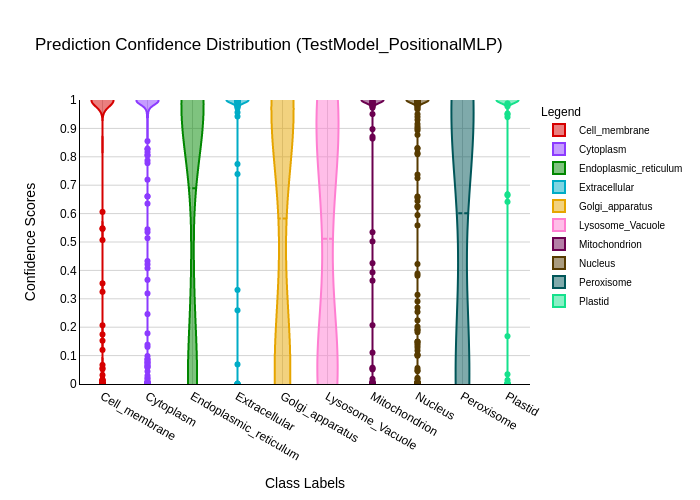 Prediction Confidence Distribution (TestModel_PositionalMLP)
Legend
Cell_membrane
Cytoplasm
Endoplasmic_reticulum
Extracellular
Golgi_apparatus
Lysosome_Vacuole
Mitochondrion
Nucleus
Peroxisome
Plastid
Confidence Scores
1
0.9
0.8
0.7
0.6
0.5
0.4
0.3
0.2
0.1
0
Cell_membrane
Cytoplasm
Endoplasmic_reticulum
Extracellular
Golgi_apparatus
Lysosome_Vacuole
Mitochondrion
Nucleus
Peroxisome
Plastid
Class Labels